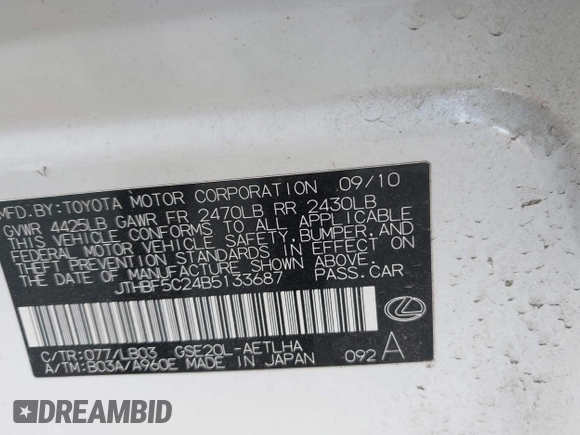 MFD.BY:TOYOTA MOTOR CORPORATION 09/10
GVWR 4425LB GAWR FR 2470LB RR 2430LB
THIS VEHICLE CONFORMS TO ALL APPLICABLE
FEDERAL MOTOR VEHICLE SAFETY,BUMPER,AND
THEFT PREVENTION STANDARDS IN EFFECT ON
THE DATE OF MANUFACTURE SHOWN ABOVE.
JTHBF5C24B5133687 PASS.CAR
C/TR:077/LB03 GSE20L-AETLHA
A/TM:B03A/A960E MADE IN JAPAN 092 A
DREAMBID